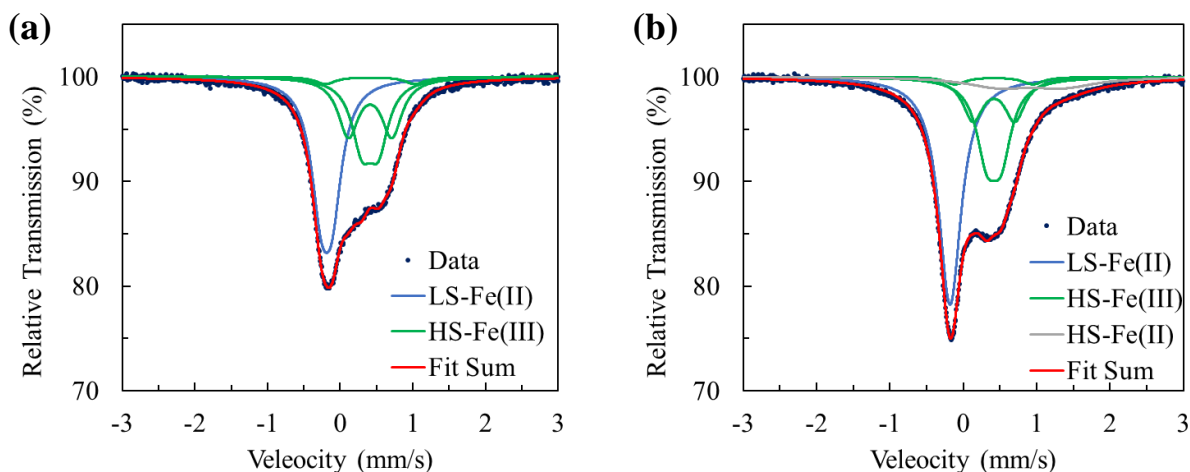 (a)
Relative Transmission (%)
100
90
80
70
Data
LS-Fe(II)
HS-Fe(III)
Fit Sum
-3 -2 -1 0 1 2 3
Veleocity (mm/s)
(b)
Relative Transmission (%)
100
90
80
70
Data
LS-Fe(II)
HS-Fe(III)
HS-Fe(II)
Fit Sum
-3 -2 -1 0 1 2 3
Veleocity (mm/s)